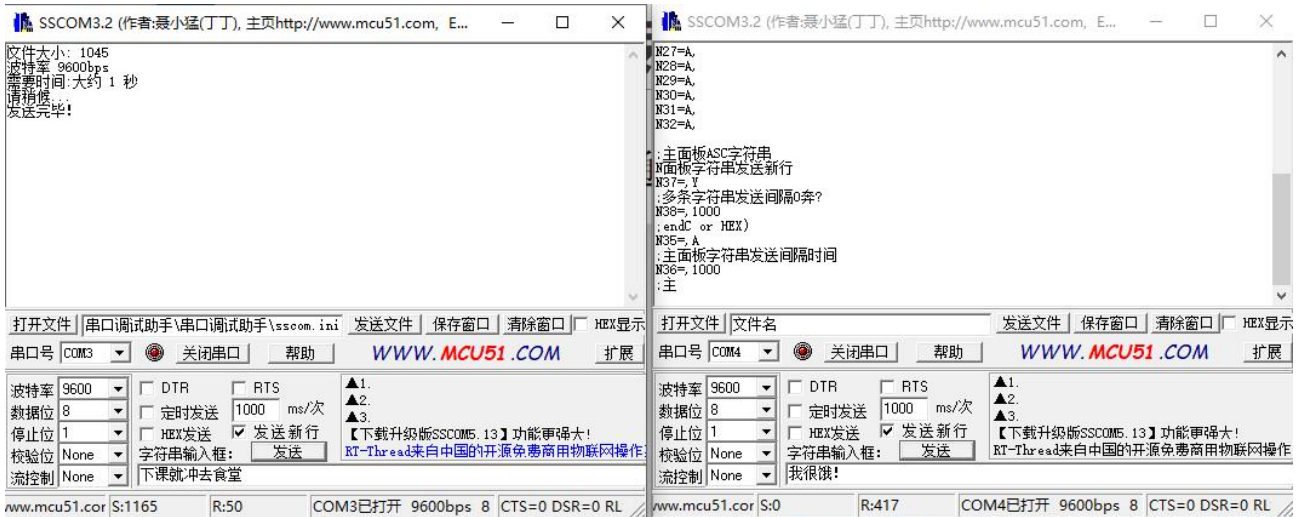 SSCOM3.2 (作者:聂小猛(丁丁), 主页http://www.mcu51.com, E...
文件大小: 1045
波特率 9600bps
需要时间:大约 1 秒
请稍候...
发送完毕!
打开文件 串口调试助手\串口调试助手\sscom.ini 发送文件 保存窗口 清除窗口 HEX显示
串口号 COM3 关闭串口 帮助 WWW.MCU51.COM 扩展
波特率 9600 DTR RTS
数据位 8 定时发送 1000 ms/次
停止位 1 HEX发送 发送新行
校验位 None 字符串输入框: 发送
流控制 None 下课就冲去食堂
▲1.
▲2.
▲3.
【下载升级版SSCOM5.13】功能更强大!
RT-Thread来自中国的开源免费商用物联网操作
www.mcu51.cor S:1165 R:50 COM3已打开 9600bps 8 CTS=0 DSR=0 RL
SSCOM3.2 (作者:聂小猛(丁丁), 主页http://www.mcu51.com, E...
N27=A,
N28=A,
N29=A,
N30=A,
N31=A,
N32=A,
;主面板ASC字符串
N面板字符串发送新行
N37=,Y
;多条字符串发送间隔0奔?
N38=,1000
;endC or HEX)
N35=,A
;主面板字符串发送间隔时间
N36=,1000
;主
打开文件 文件名 发送文件 保存窗口 清除窗口 HEX显示
串口号 COM4 关闭串口 帮助 WWW.MCU51.COM 扩展
波特率 9600 DTR RTS
数据位 8 定时发送 1000 ms/次
停止位 1 HEX发送 发送新行
校验位 None 字符串输入框: 发送
流控制 None 我很饿!
▲1.
▲2.
▲3.
【下载升级版SSCOM5.13】功能更强大!
RT-Thread来自中国的开源免费商用物联网操作
www.mcu51.cor S:0 R:417 COM4已打开 9600bps 8 CTS=0 DSR=0 RL